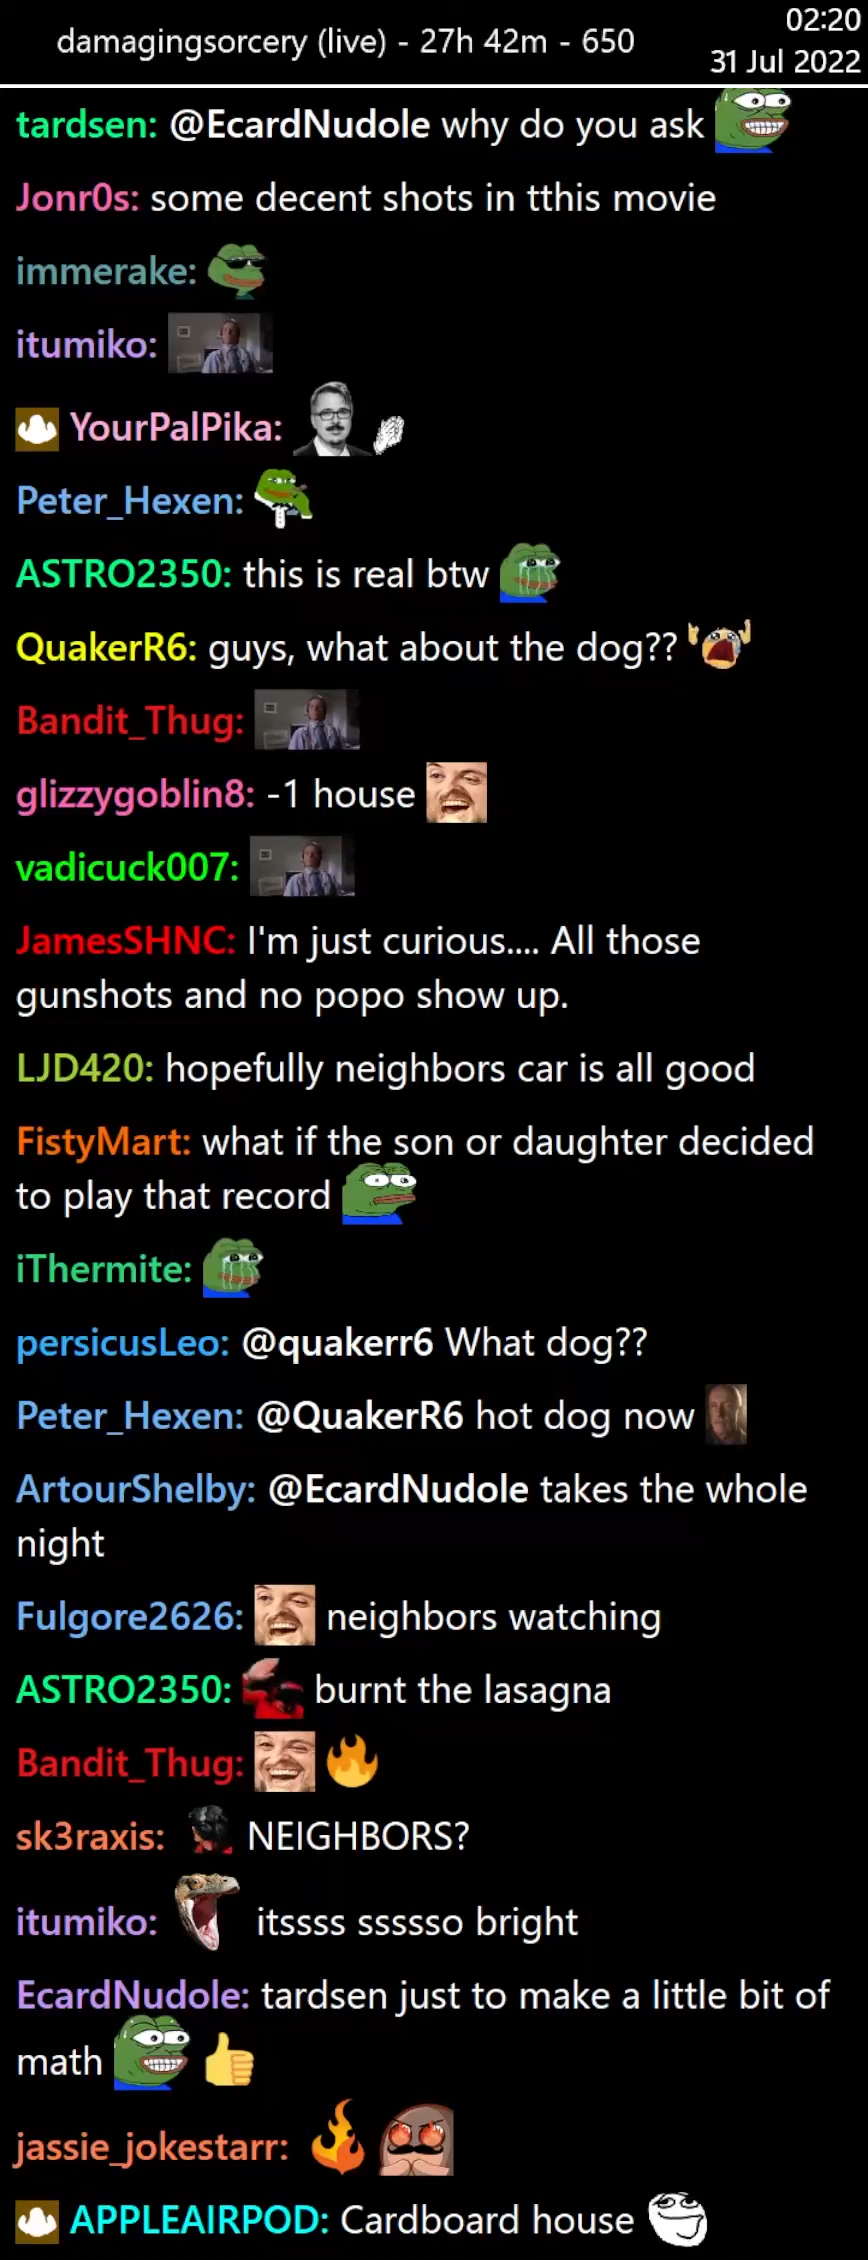 damagingsorcery (live) - 27h 42m - 650
02:20
31 Jul 2022
tardsen: @EcardNudole why do you ask
Jonr0s: some decent shots in tthis movie
immerake:
itumiko:
YourPalPika:
Peter_Hexen:
ASTRO2350: this is real btw
QuakerR6: guys, what about the dog??
Bandit_Thug:
glizzygoblin8: -1 house
vadicuck007:
JamesSHNC: I'm just curious.... All those
gunshots and no popo show up.
LJD420: hopefully neighbors car is all good
FistyMart: what if the son or daughter decided
to play that record
iThermite:
persicusLeo: @quakerr6 What dog??
Peter_Hexen: @QuakerR6 hot dog now
ArtourShelby: @EcardNudole takes the whole
night
Fulgore2626: neighbors watching
ASTRO2350: burnt the lasagna
Bandit_Thug:
sk3raxis: NEIGHBORS?
itumiko: itssss ssssso bright
EcardNudole: tardsen just to make a little bit of
math
jassie_jokestarr:
APPLEAIRPOD: Cardboard house